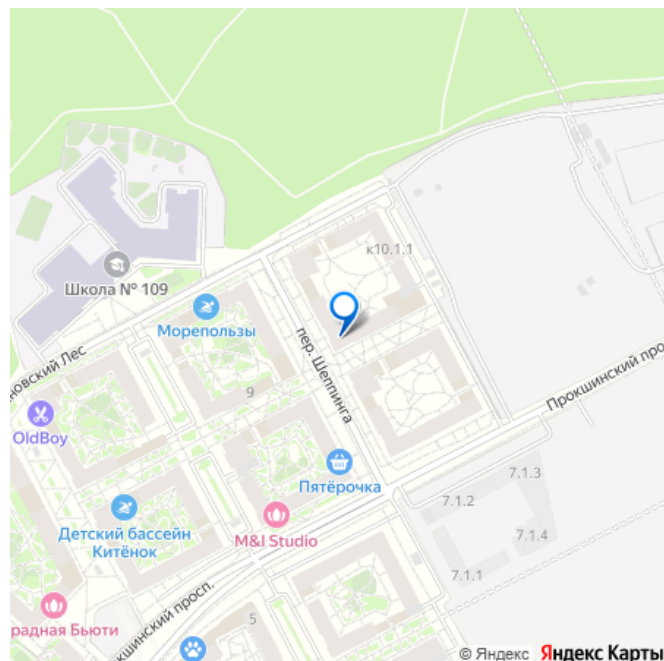 к10.1.1
Школа № 109
Морепользы
новский Лес
пер. Шеппинга
Прокшинский про
9
OldBoy
Пятёрочка
7.1.3
7.1.2
Детский бассейн
Китёнок
M&I Studio
7.1.4
7.1.1
радная Бьюти
кшинский просп.
5
© Яндекс Яндекс Карты